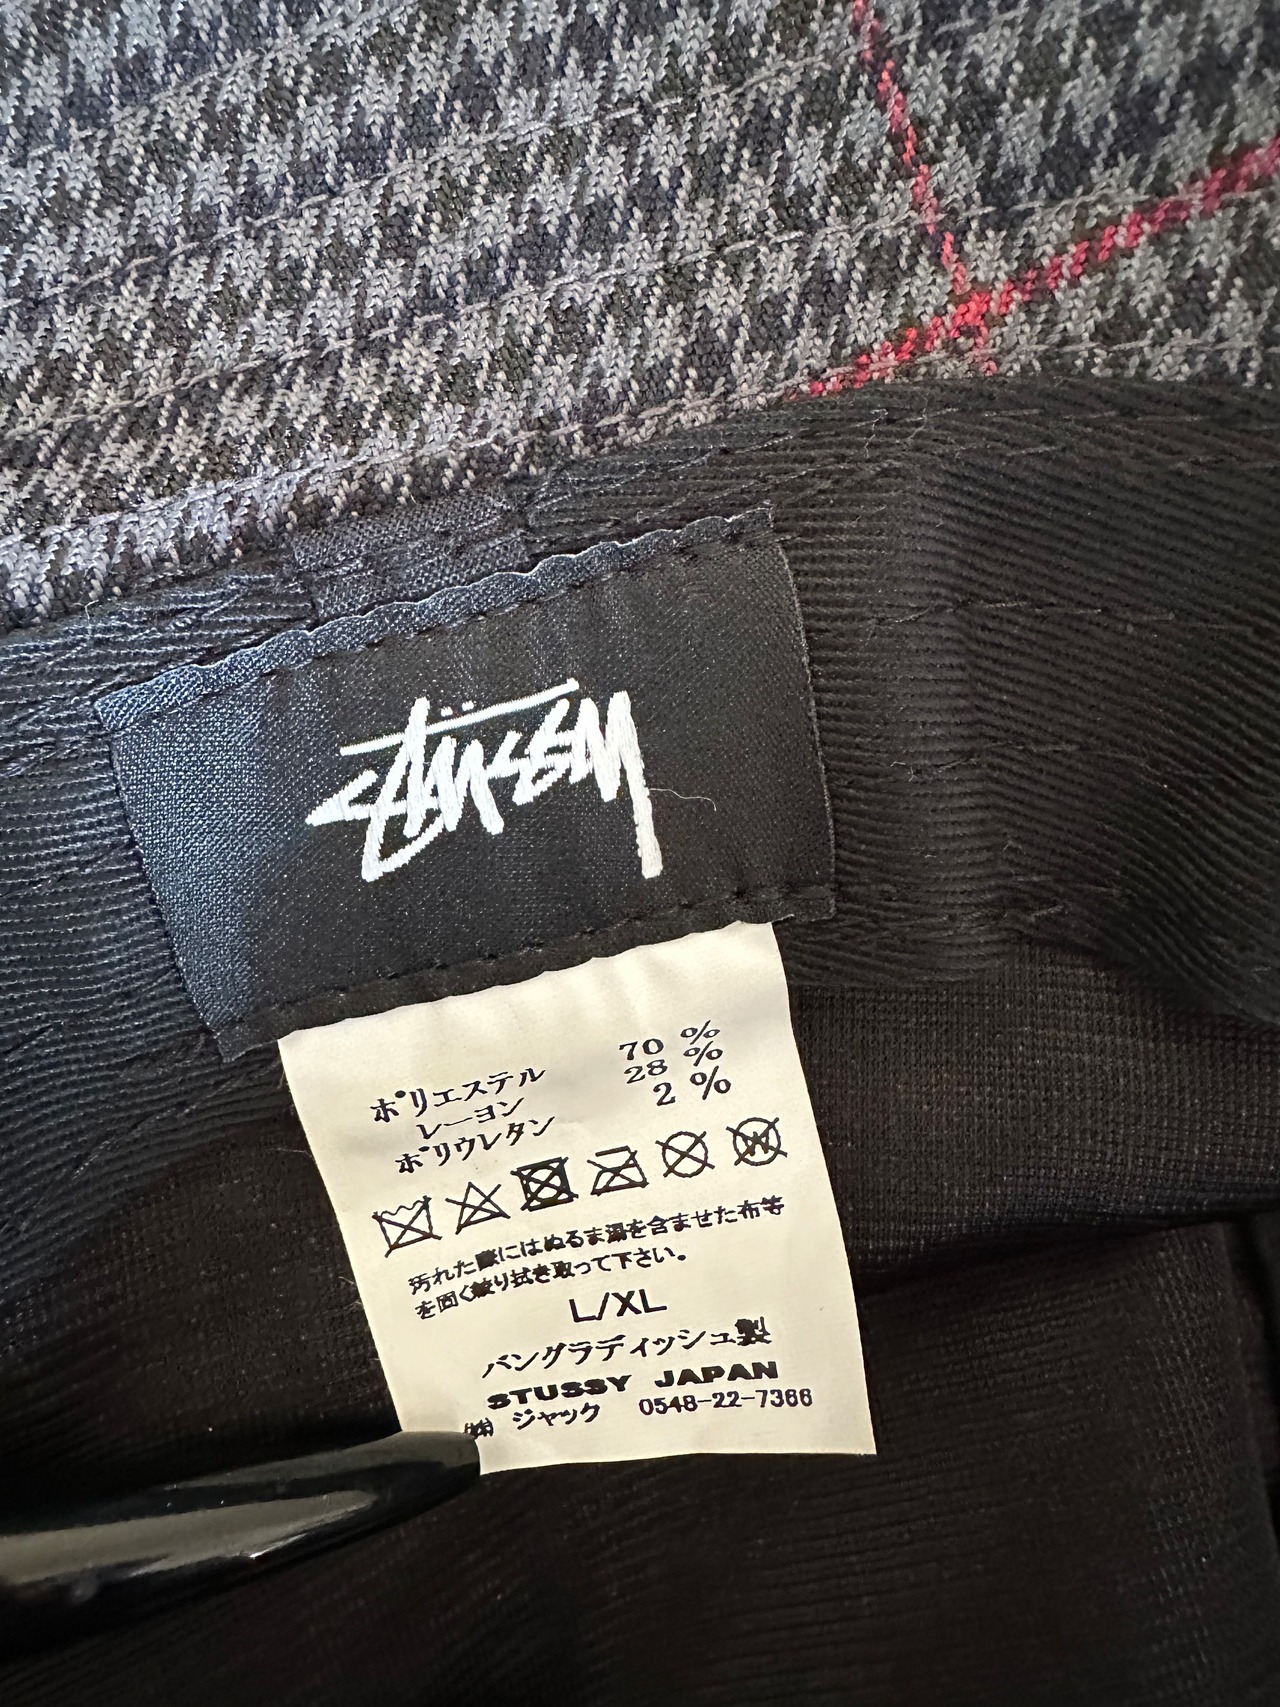 Stüssy
ポリエステル 70 %
レーヨン 28 %
ポリウレタン 2 %
W
汚れた際にはぬるま湯を含ませた布等
を固く絞り拭き取って下さい。
L/XL
バングラディッシュ製
STUSSY JAPAN
㈱ ジャック 0548-22-7366